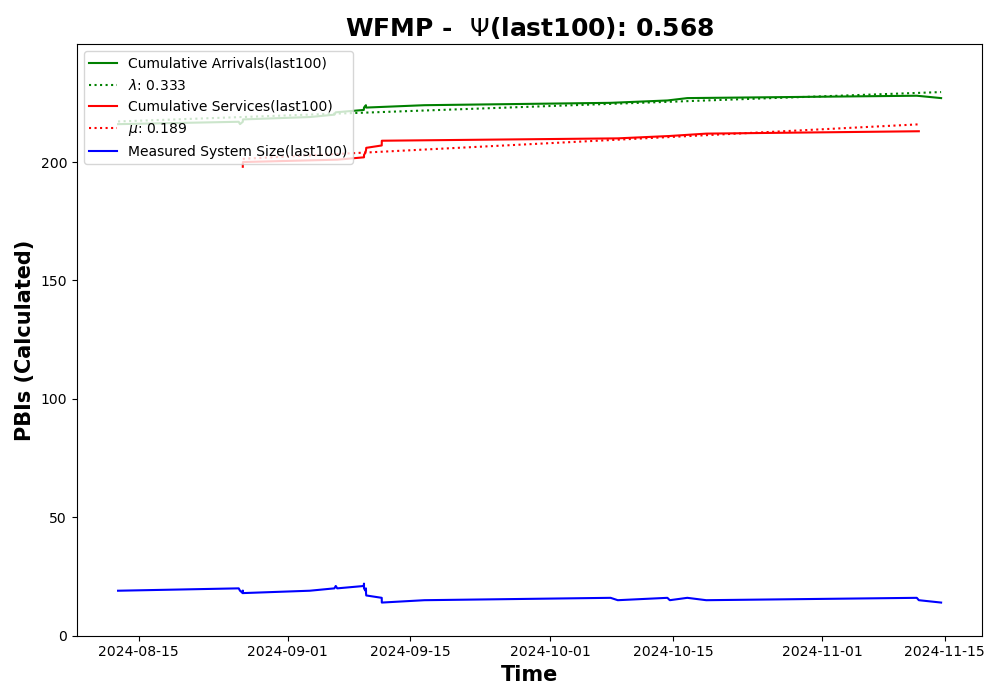 WFMP - Ψ(last100): 0.568
Cumulative Arrivals(last100)
λ: 0.333
Cumulative Services(last100)
μ: 0.189
Measured System Size(last100)
PBIs (Calculated)
200
150
100
50
0
2024-08-15 2024-09-01 2024-09-15 2024-10-01 2024-10-15 2024-11-01 2024-11-15
Time